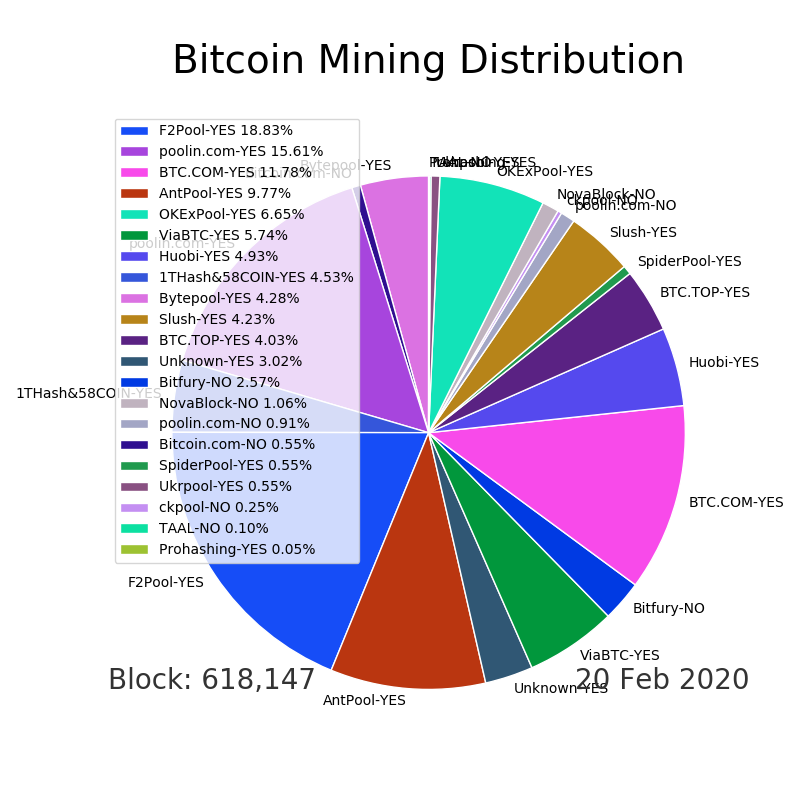 Bitcoin Mining Distribution
F2Pool-YES 18.83%
poolin.com-YES 15.61%
BTC.COM-YES 11.78%
AntPool-YES 9.77%
OKExPool-YES 6.65%
ViaBTC-YES 5.74%
Huobi-YES 4.93%
1THash&58COIN-YES 4.53%
Bytepool-YES 4.28%
Slush-YES 4.23%
BTC.TOP-YES 4.03%
Unknown-YES 3.02%
Bitfury-NO 2.57%
NovaBlock-NO 1.06%
poolin.com-NO 0.91%
Bitcoin.com-NO 0.55%
SpiderPool-YES 0.55%
Ukrpool-YES 0.55%
ckpool-NO 0.25%
TAAL-NO 0.10%
Prohashing-YES 0.05%
Bytepool-YES
OKExPool-YES
NovaBlock-NO
ckpool-NO
poolin.com-NO
Slush-YES
poolin.com-YES
SpiderPool-YES
BTC.TOP-YES
Huobi-YES
1THash&58COIN-YES
BTC.COM-YES
F2Pool-YES
Bitfury-NO
ViaBTC-YES
Unknown-YES
AntPool-YES
Block: 618,147
20 Feb 2020